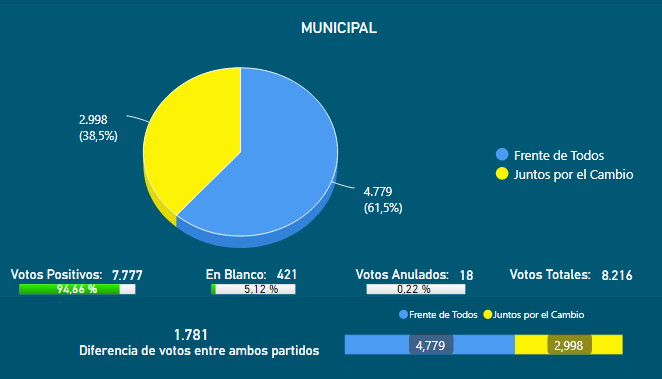 MUNICIPAL
2.998
(38,5%)
4.779
(61,5%)
Frente de Todos
Juntos por el Cambio
Votos Positivos: 7.777
94,66 %
En Blanco: 421
5,12 %
Votos Anulados: 18
0,22 %
Votos Totales: 8.216
1.781
Diferencia de votos entre ambos partidos
Frente de Todos Juntos por el Cambio
4,779 2,998